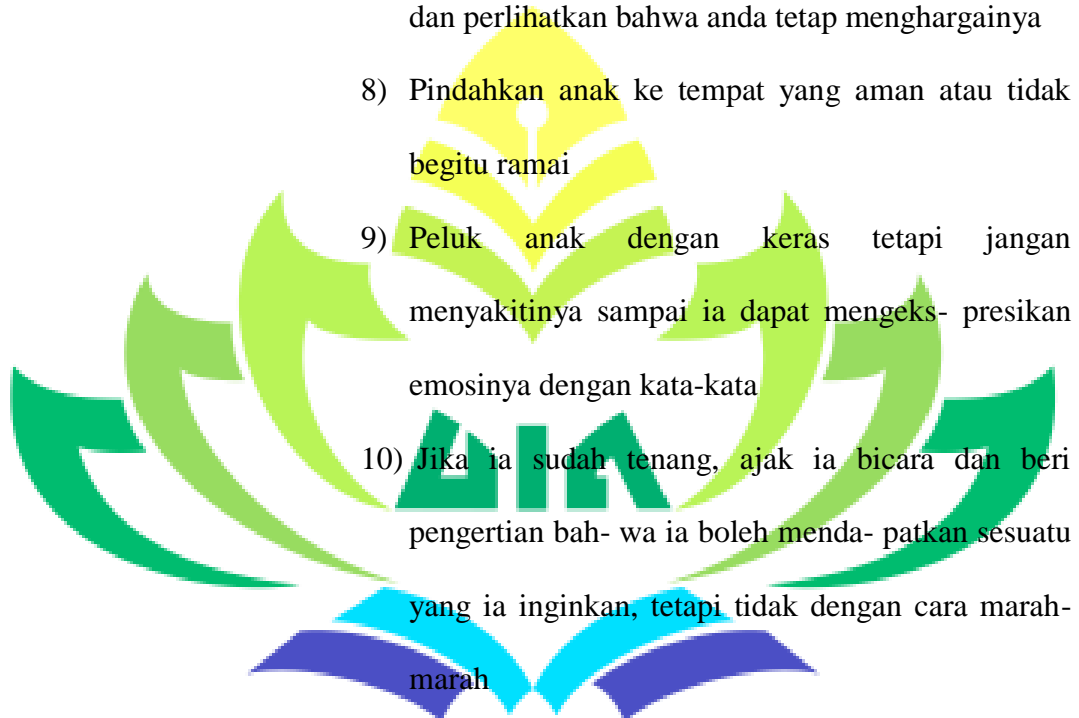 dan perlihatkan bahwa anda tetap menghargainya
8) Pindahkan anak ke tempat yang aman atau tidak
begitu ramai
9) Peluk anak dengan keras tetapi jangan
menyakitinya sampai ia dapat mengeks- presikan
emosinya dengan kata-kata
10) Jika ia sudah tenang, ajak ia bicara dan beri
pengertian bah- wa ia boleh menda- patkan sesuatu
yang ia inginkan, tetapi tidak dengan cara marah-
marah